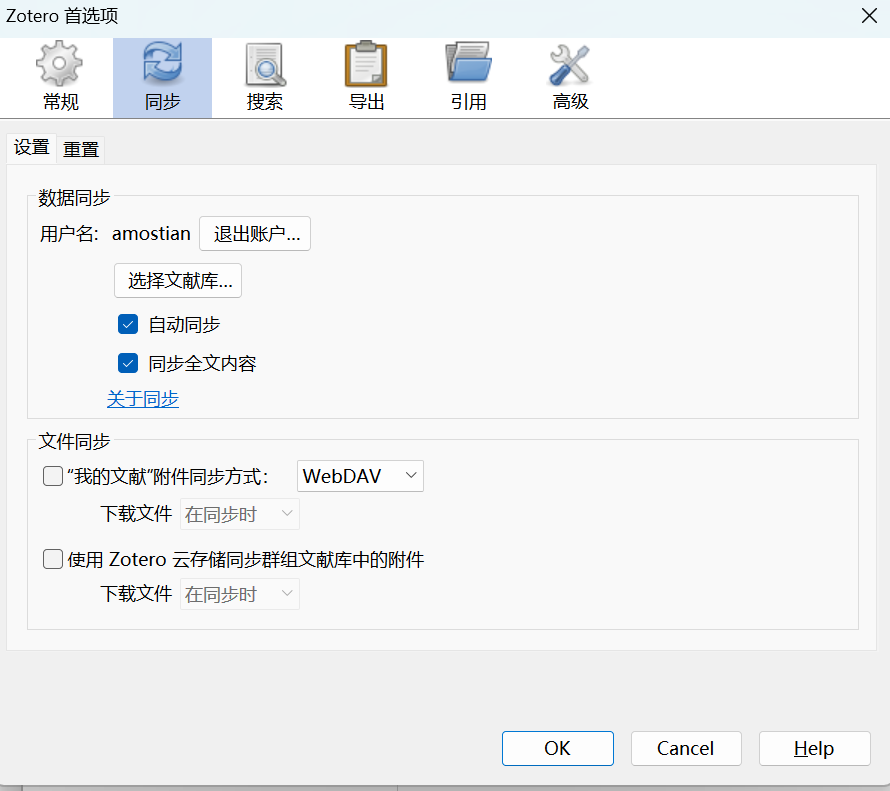 Zotero 首选项
常规 同步 搜索 导出 引用 高级
设置 重置
数据同步
用户名: amostian 退出账户...
选择文献库...
自动同步
同步全文内容
关于同步
文件同步
“我的文献”附件同步方式： WebDAV
下载文件 在同步时
使用 Zotero 云存储同步群组文献库中的附件
下载文件 在同步时
OK Cancel Help